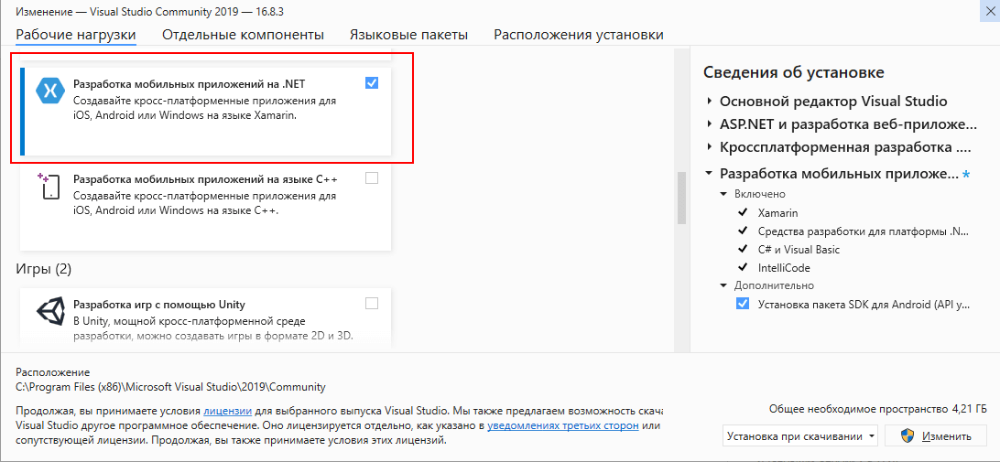 Изменение — Visual Studio Community 2019 — 16.8.3
Рабочие нагрузки Отдельные компоненты Языковые пакеты Расположения установки
Разработка мобильных приложений на .NET
Создавайте кросс-платформенные приложения для
iOS, Android или Windows на языке Xamarin.
Разработка мобильных приложений на языке C++
Создавайте кросс-платформенные приложения для
iOS, Android или Windows на языке C++.
Игры (2)
Разработка игр с помощью Unity
В Unity, мощной кросс-платформенной среде
разработки, можно создавать игры в формате 2D и 3D.
Сведения об установке
Основной редактор Visual Studio
ASP.NET и разработка веб-приложе...
Кроссплатформенная разработка ....
Разработка мобильных приложе... *
Включено
Xamarin
Средства разработки для платформы .N...
C# и Visual Basic
IntelliCode
Дополнительно
Установка пакета SDK для Android (API у...
Расположение
C:\Program Files (x86)\Microsoft Visual Studio\2019\Community
Продолжая, вы принимаете условия лицензии для выбранного выпуска Visual Studio. Мы также предлагаем возможность скача
Visual Studio другое программное обеспечение. Оно лицензируется отдельно, как указано в уведомлениях третьих сторон или
сопутствующей лицензии. Продолжая, вы также принимаете условия этих лицензий.
Общее необходимое пространство 4,21 ГБ
Установка при скачивании
Изменить